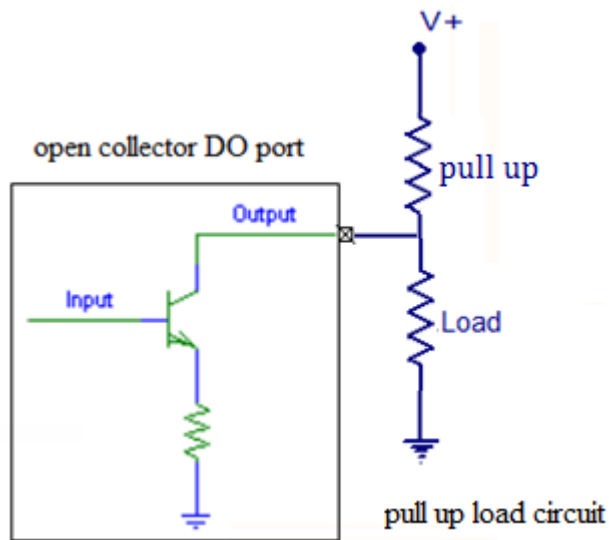 V+
open collector DO port
pull up
Output
Input
Load
pull up load circuit